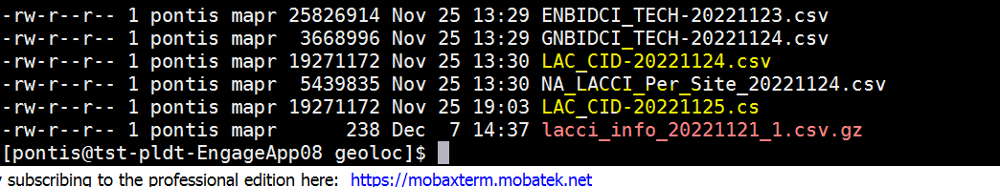 -rw-r--r-- 1 pontis mapr 25826914 Nov 25 13:29 ENBIDCI_TECH-20221123.csv
-rw-r--r-- 1 pontis mapr  3668996 Nov 25 13:29 GNBIDCI_TECH-20221124.csv
-rw-r--r-- 1 pontis mapr 19271172 Nov 25 13:30 LAC_CID-20221124.csv
-rw-r--r-- 1 pontis mapr  5439835 Nov 25 13:30 NA_LACCI_Per_Site_20221124.csv
-rw-r--r-- 1 pontis mapr 19271172 Nov 25 19:03 LAC_CID-20221125.cs
-rw-r--r-- 1 pontis mapr      238 Dec  7 14:37 lacci_info_20221121_1.csv.gz
[pontis@tst-pldt-EngageApp08 geoloc]$
subscribing to the professional edition here: https://mobaxterm.mobatek.net